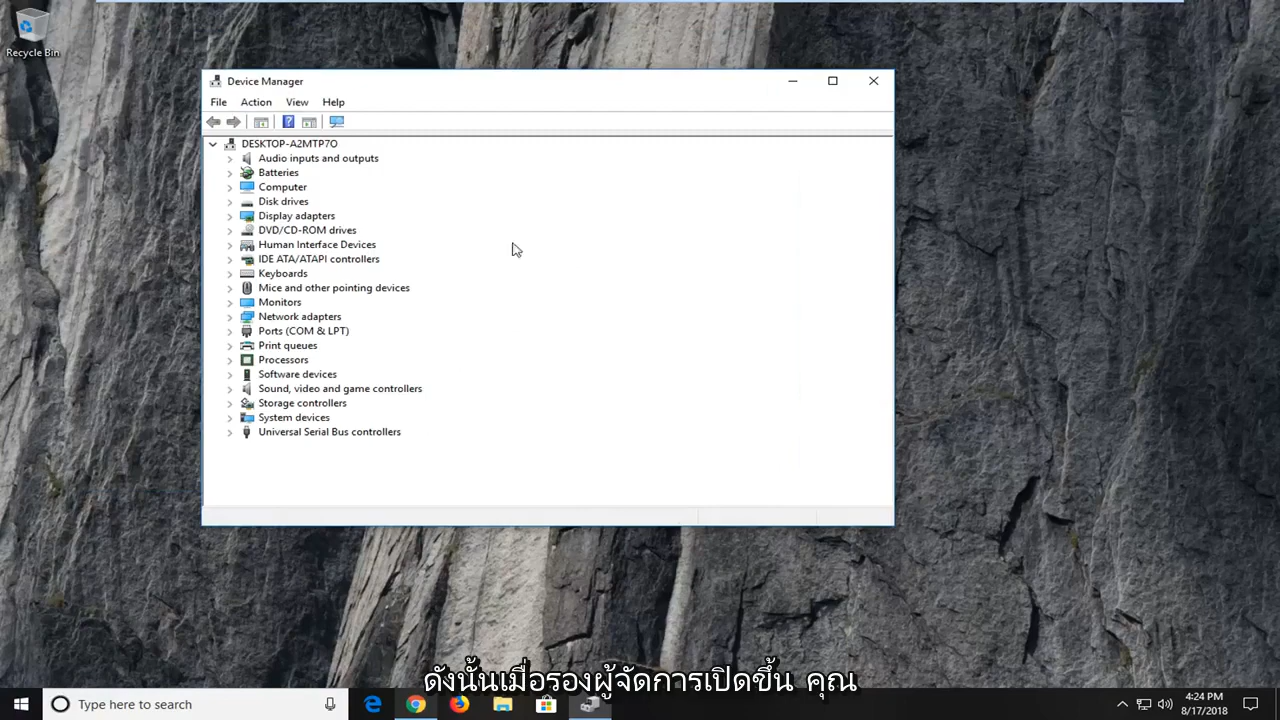 Recycle Bin
Device Manager
File Action View Help
DESKTOP-A2MTP7O
Audio inputs and outputs
Batteries
Computer
Disk drives
Display adapters
DVD/CD-ROM drives
Human Interface Devices
IDE ATA/ATAPI controllers
Keyboards
Mice and other pointing devices
Monitors
Network adapters
Ports (COM & LPT)
Print queues
Processors
Software devices
Sound, video and game controllers
Storage controllers
System devices
Universal Serial Bus controllers
ดังนั้นเมื่อรองผู้จัดการเปิดขึ้น คุณ
Type here to search
4:24 PM
8/17/2018